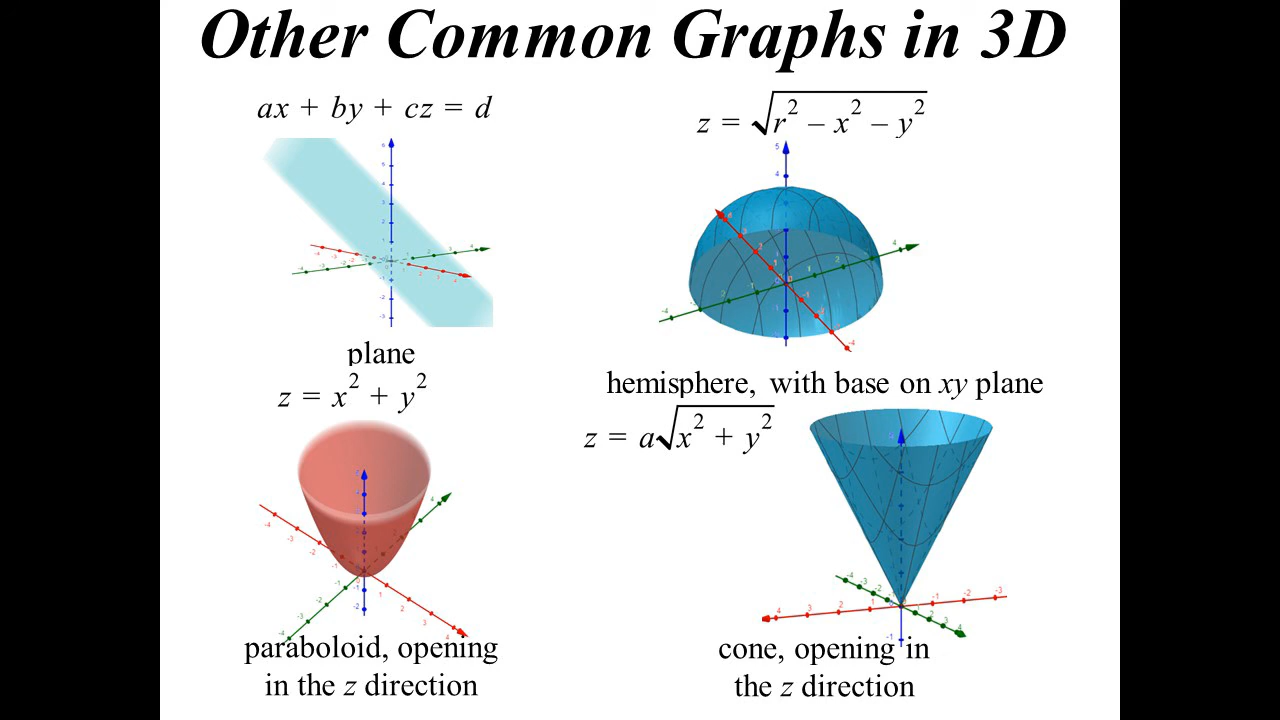 Other Common Graphs in 3D
ax + by + cz = d
z = √r² – x² – y²
plane
hemisphere, with base on xy plane
z = x² + y²
z = a√x² + y²
paraboloid, opening
in the z direction
cone, opening in
the z direction